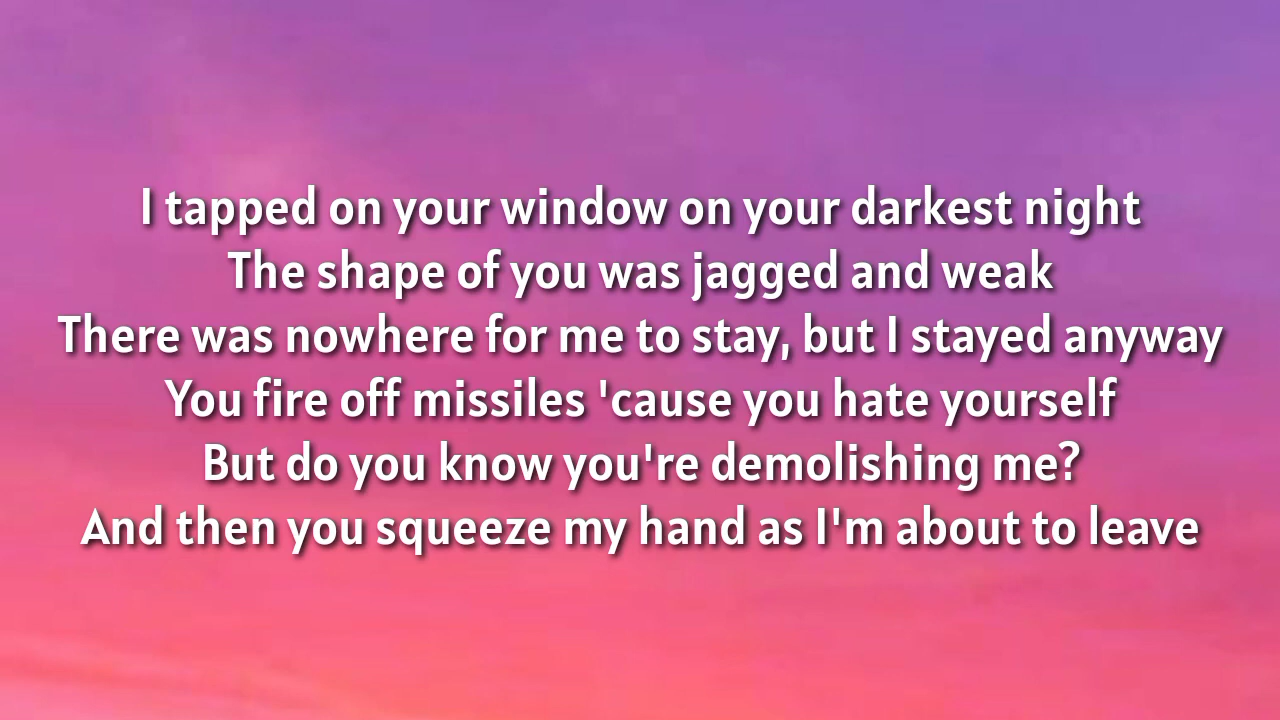 I tapped on your window on your darkest night
The shape of you was jagged and weak
There was nowhere for me to stay, but I stayed anyway
You fire off missiles 'cause you hate yourself
But do you know you're demolishing me?
And then you squeeze my hand as I'm about to leave